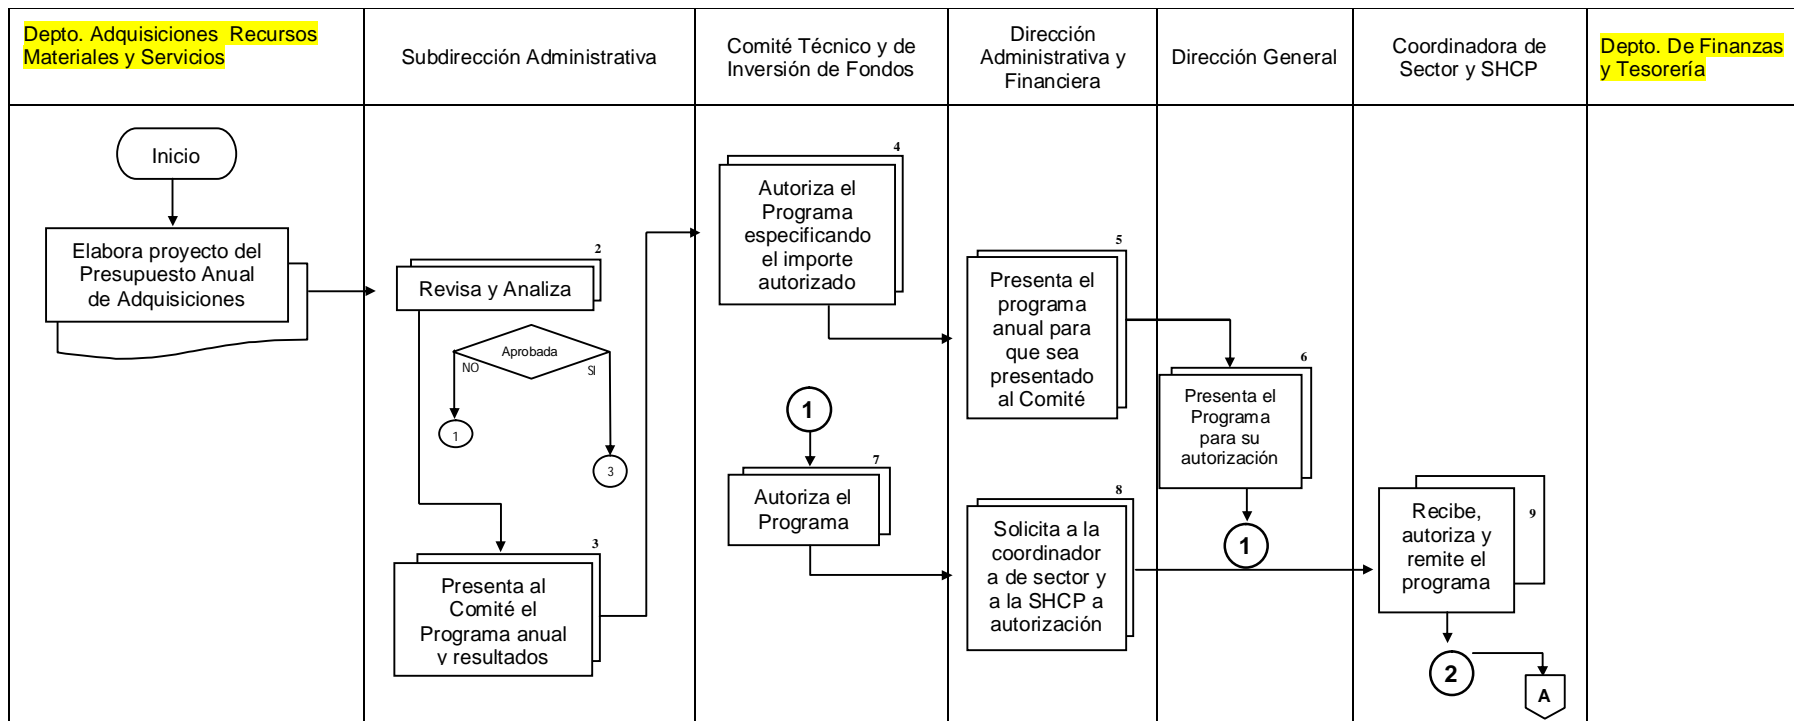 Depto. Adquisiciones Recursos
Materiales y Servicios
Subdirección Administrativa
Comité Técnico y de
Inversión de Fondos
Dirección
Administrativa y
Financiera
Dirección General
Coordinadora de
Sector y SHCP
Depto. De Finanzas
y Tesorería
Inicio
Elabora proyecto del
Presupuesto Anual
de Adquisiciones
2
Revisa y Analiza
Aprobada
NO
SI
1
3
3
Presenta al
Comité el
Programa anual
y resultados
4
Autoriza el
Programa
especificando
el importe
autorizado
1
7
Autoriza el
Programa
5
Presenta el
programa
anual para
que sea
presentado
al Comité
8
Solicita a la
coordinador
a de sector y
a la SHCP a
autorización
6
Presenta el
Programa
para su
autorización
1
9
Recibe,
autoriza y
remite el
programa
2
A